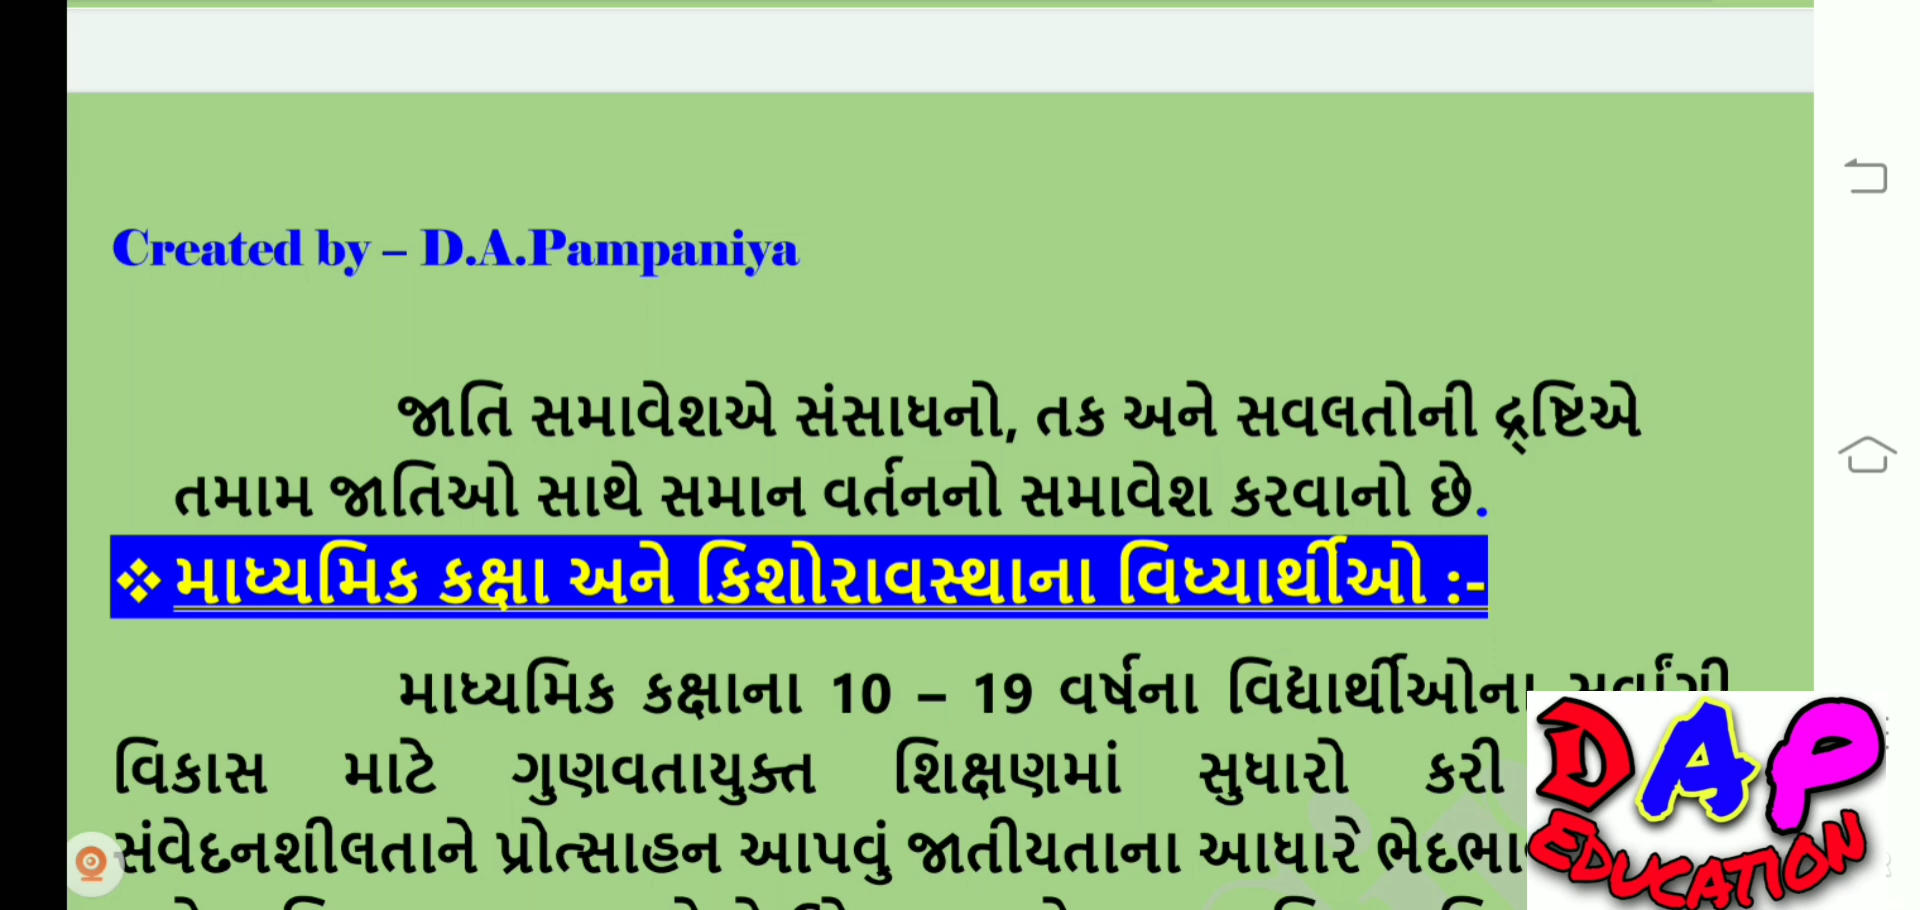 Created by – D.A.Pampaniya
જાતિ સમાવેશએ સંસાધનો, તક અને સવલતોની દ્રષ્ટિએ
તમામ જાતિઓ સાથે સમાન વર્તનનો સમાવેશ કરવાનો છે.
❖ માધ્યમિક કક્ષા અને કિશોરાવસ્થાના વિધ્યાર્થીઓ :-
માધ્યમિક કક્ષાના 10 – 19 વર્ષના વિદ્યાર્થીઓના સર્વાંગી
વિકાસ માટે ગુણવતાયુક્ત શિક્ષણમાં સુધારો કરી
સંવેદનશીલતાને પ્રોત્સાહન આપવું જાતીયતાના આધારે
DAP
EDUCATION